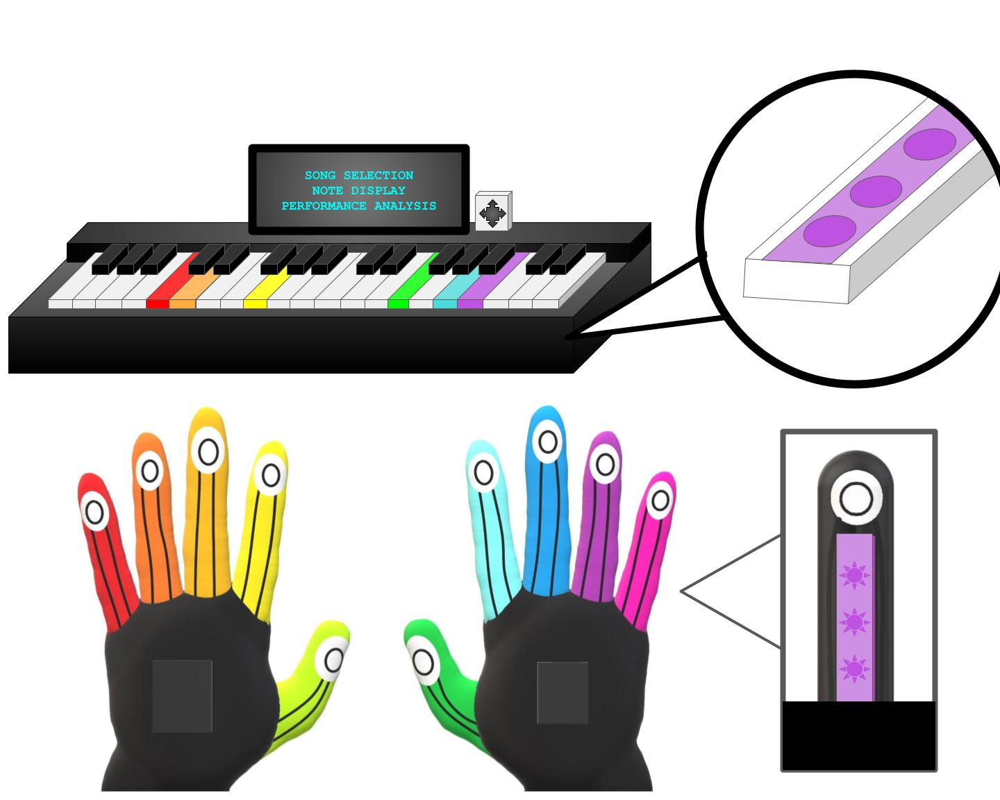 SONG SELECTION
NOTE DISPLAY
PERFORMANCE ANALYSIS